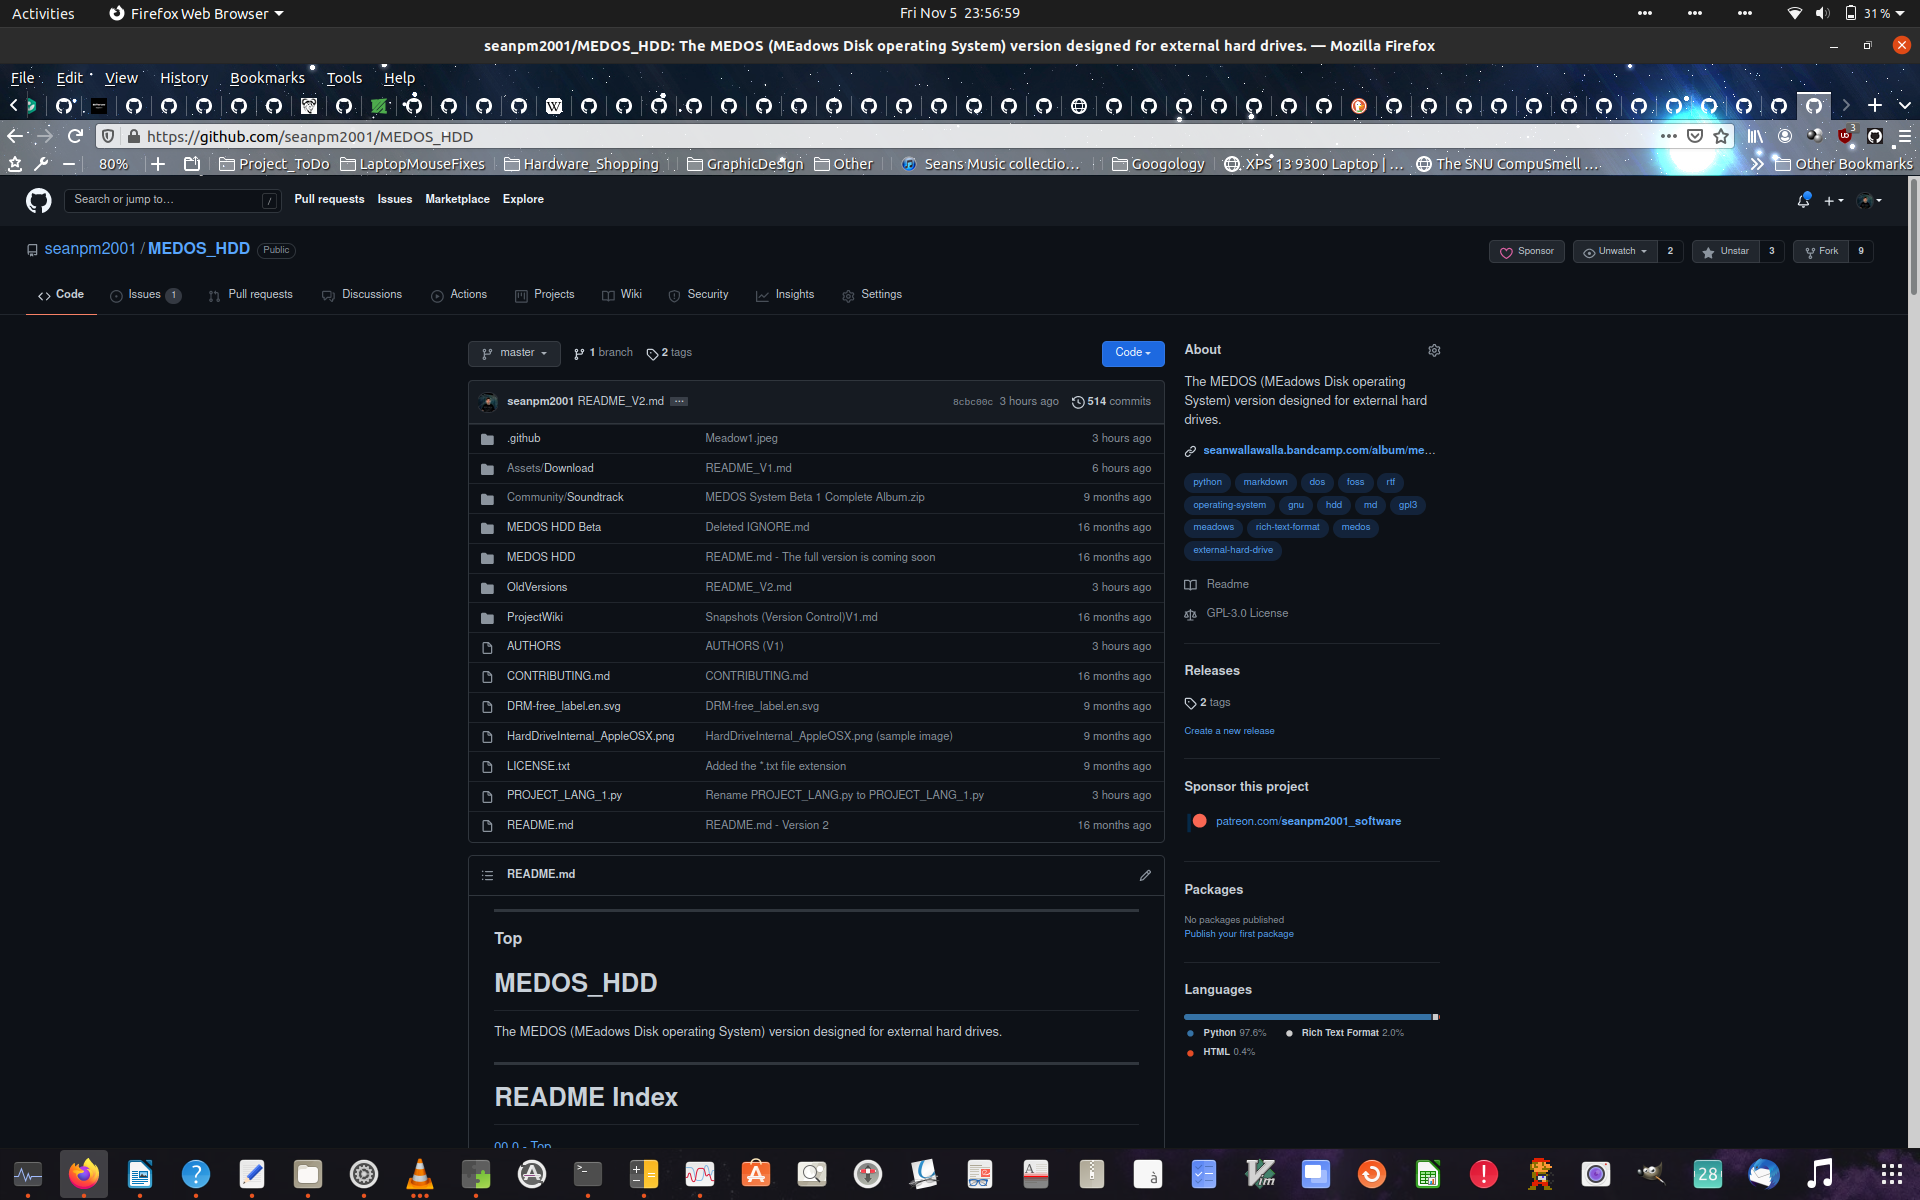 Activities Firefox Web Browser Fri Nov 5 23:56:59 31 %
seanpm2001/MEDOS_HDD: The MEDOS (MEadows Disk operating System) version designed for external hard drives. — Mozilla Firefox
File Edit View History Bookmarks Tools Help
https://github.com/seanpm2001/MEDOS_HDD 3
80% Project_ToDo LaptopMouseFixes Hardware_Shopping GraphicDesign Other Seans Music collectio... Googology XPS 13 9300 Laptop | ... The SNU CompuSmell ... Other Bookmarks
Search or jump to... / Pull requests Issues Marketplace Explore
seanpm2001 / MEDOS_HDD Public Sponsor Unwatch 2 Unstar 3 Fork 9
Code Issues 1 Pull requests Discussions Actions Projects Wiki Security Insights Settings
master 1 branch 2 tags Code
seanpm2001 README_V2.md ... 8cbc00c 3 hours ago 514 commits
.github Meadow1.jpeg 3 hours ago
Assets/Download README_V1.md 6 hours ago
Community/Soundtrack MEDOS System Beta 1 Complete Album.zip 9 months ago
MEDOS HDD Beta Deleted IGNORE.md 16 months ago
MEDOS HDD README.md - The full version is coming soon 16 months ago
OldVersions README_V2.md 3 hours ago
ProjectWiki Snapshots (Version Control)V1.md 16 months ago
AUTHORS AUTHORS (V1) 3 hours ago
CONTRIBUTING.md CONTRIBUTING.md 16 months ago
DRM-free_label.en.svg DRM-free_label.en.svg 9 months ago
HardDriveInternal_AppleOSX.png HardDriveInternal_AppleOSX.png (sample image) 9 months ago
LICENSE.txt Added the *.txt file extension 9 months ago
PROJECT_LANG_1.py Rename PROJECT_LANG.py to PROJECT_LANG_1.py 3 hours ago
README.md README.md - Version 2 16 months ago
README.md
Top
MEDOS_HDD
The MEDOS (MEadows Disk operating System) version designed for external hard drives.
README Index
00.0 - Top
About
The MEDOS (MEadows Disk operating
System) version designed for external hard
drives.
seanwallawalla.bandcamp.com/album/me...
python markdown dos foss rtf
operating-system gnu hdd md gpl3
meadows rich-text-format medos
external-hard-drive
Readme
GPL-3.0 License
Releases
2 tags
Create a new release
Sponsor this project
patreon.com/seanpm2001_software
Packages
No packages published
Publish your first package
Languages
Python 97.6% Rich Text Format 2.0%
HTML 0.4%
28